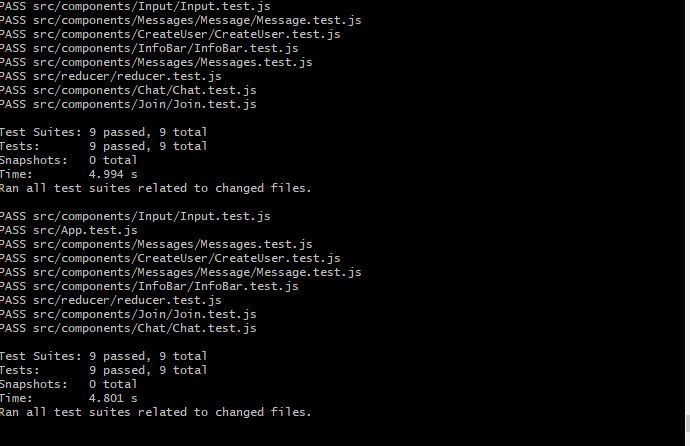 PASS src/components/Input/Input.test.js
PASS src/components/Messages/Message/Message.test.js
PASS src/components/CreateUser/CreateUser.test.js
PASS src/components/InfoBar/InfoBar.test.js
PASS src/components/Messages/Messages.test.js
PASS src/reducer/reducer.test.js
PASS src/components/Chat/Chat.test.js
PASS src/components/Join/Join.test.js
Test Suites: 9 passed, 9 total
Tests:       9 passed, 9 total
Snapshots:   0 total
Time:        4.994 s
Ran all test suites related to changed files.
PASS src/components/Input/Input.test.js
PASS src/App.test.js
PASS src/components/Messages/Messages.test.js
PASS src/components/CreateUser/CreateUser.test.js
PASS src/components/Messages/Message/Message.test.js
PASS src/components/InfoBar/InfoBar.test.js
PASS src/reducer/reducer.test.js
PASS src/components/Join/Join.test.js
PASS src/components/Chat/Chat.test.js
Test Suites: 9 passed, 9 total
Tests:       9 passed, 9 total
Snapshots:   0 total
Time:        4.801 s
Ran all test suites related to changed files.